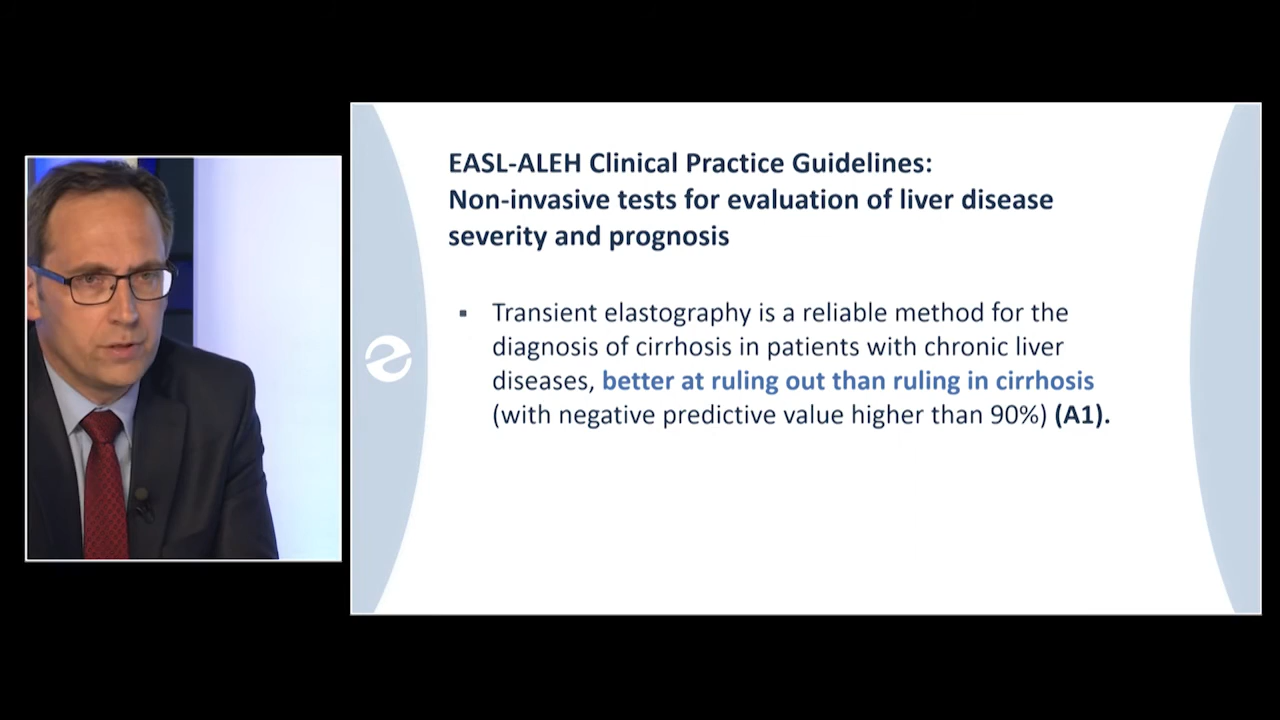 EASL-ALEH Clinical Practice Guidelines:
Non-invasive tests for evaluation of liver disease
severity and prognosis
▪ Transient elastography is a reliable method for the
diagnosis of cirrhosis in patients with chronic liver
diseases, better at ruling out than ruling in cirrhosis
(with negative predictive value higher than 90%) (A1).